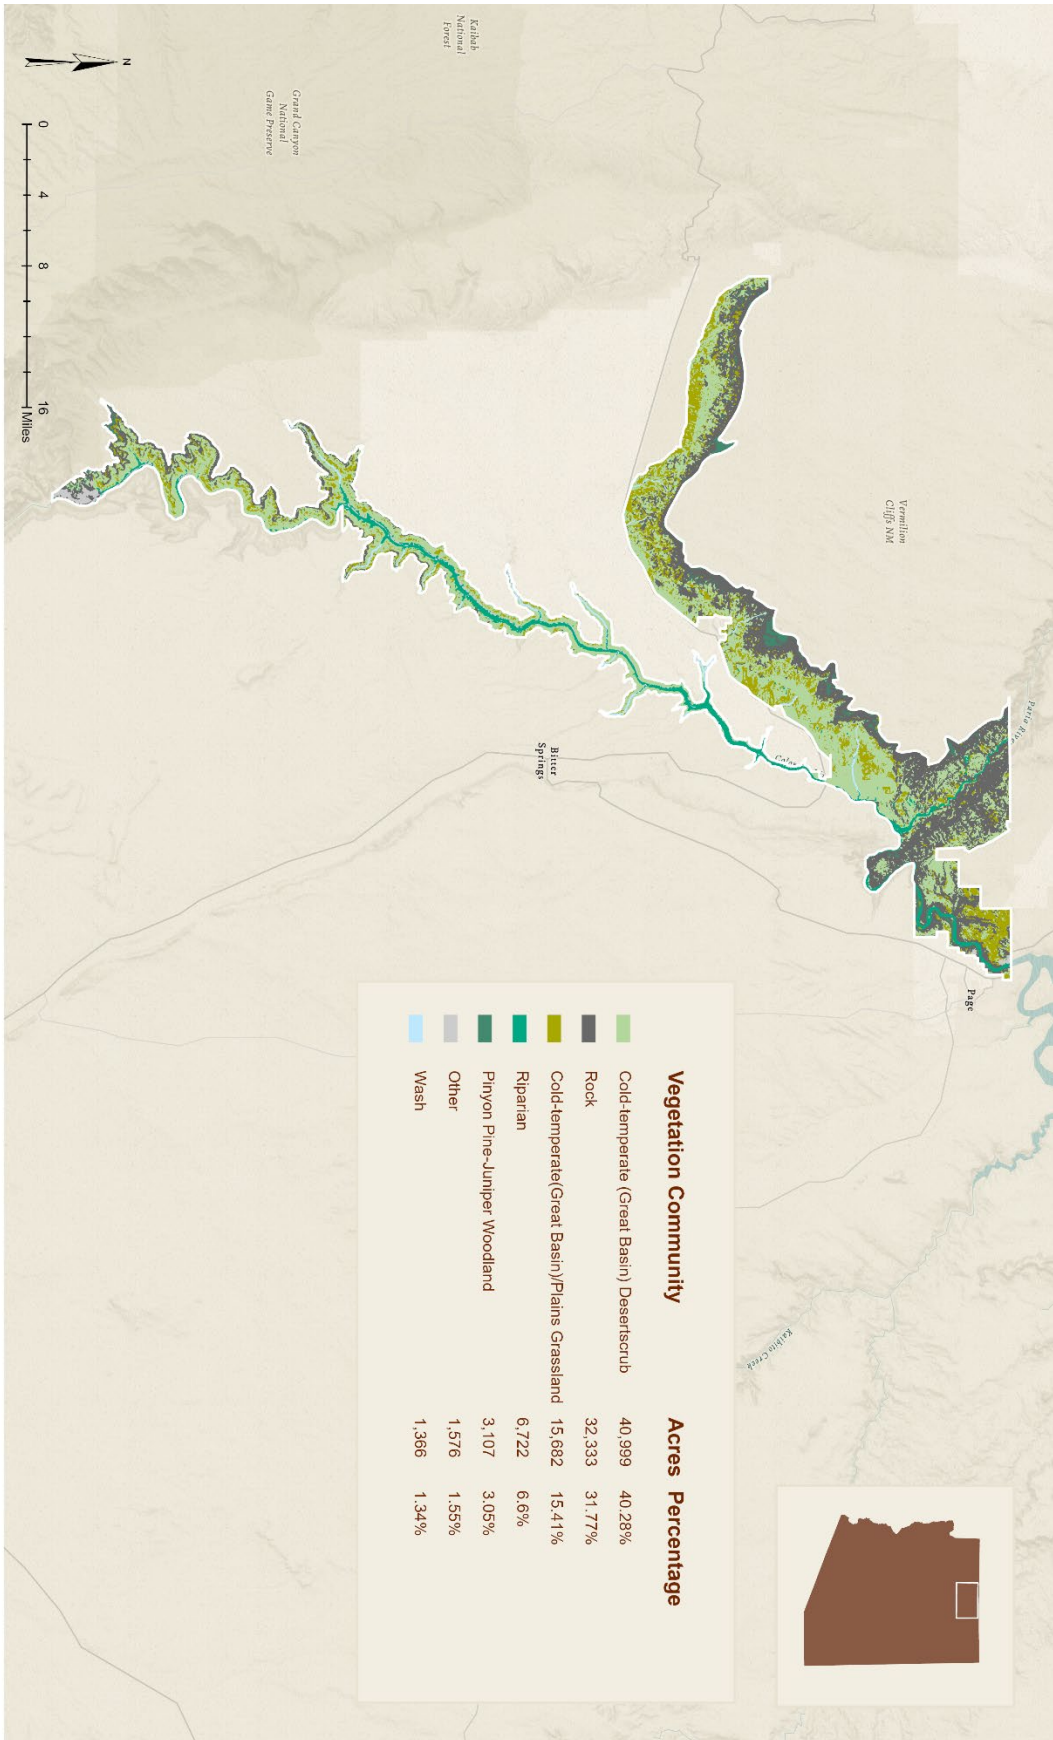 Kaibab
National
Forest
Grand Canyon
National
Game Preserve
N
0 4 8 16
Miles
Vermilion
Cliffs NM
Paria River
Colo
Bitter
Springs
Page
Kaibito Creek
Vegetation Community Acres Percentage
Cold-temperate (Great Basin) Desertscrub 40,999 40.28%
Rock 32,333 31.77%
Cold-temperate(Great Basin)/Plains Grassland 15,682 15.41%
Riparian 6,722 6.6%
Pinyon Pine-Juniper Woodland 3,107 3.05%
Other 1,576 1.55%
Wash 1,366 1.34%